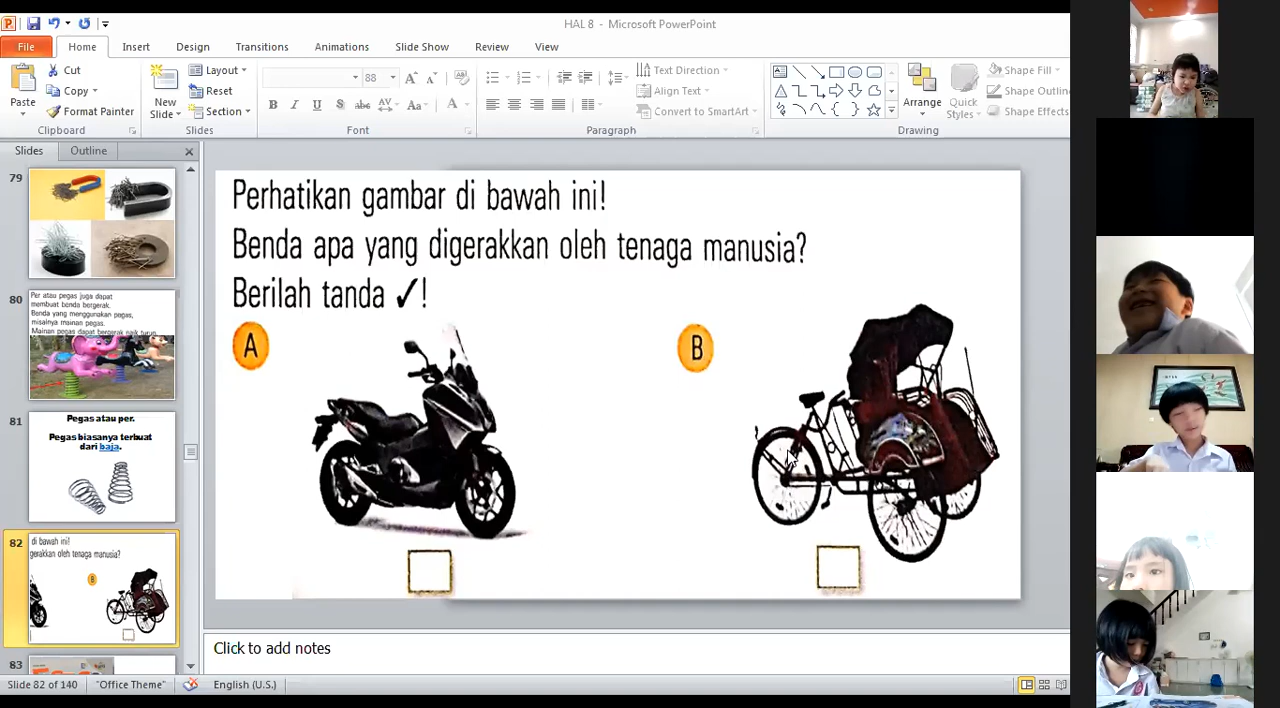 HAL 8 - Microsoft PowerPoint
File Home Insert Design Transitions Animations Slide Show Review View
Paste
Cut
Copy
Format Painter
Clipboard
New Slide
Layout
Reset
Section
Slides
88
Font
Paragraph
Text Direction
Align Text
Convert to SmartArt
Arrange
Quick Styles
Shape Fill
Shape Outlin
Shape Effects
Drawing
Slides Outline
79
80
Per atau pegas juga dapat
membuat benda bergerak.
Benda yang menggunakan pegas,
misalnya mainan pegas.
Mainan pegas dapat bergerak naik turun.
81
Pegas atau per.
Pegas biasanya terbuat
dari baja.
82
di bawah ini!
gerakkan oleh tenaga manusia?
B
83
Perhatikan gambar di bawah ini!
Benda apa yang digerakkan oleh tenaga manusia?
Berilah tanda ✓!
A
B
Click to add notes
Slide 82 of 140 "Office Theme" English (U.S.)